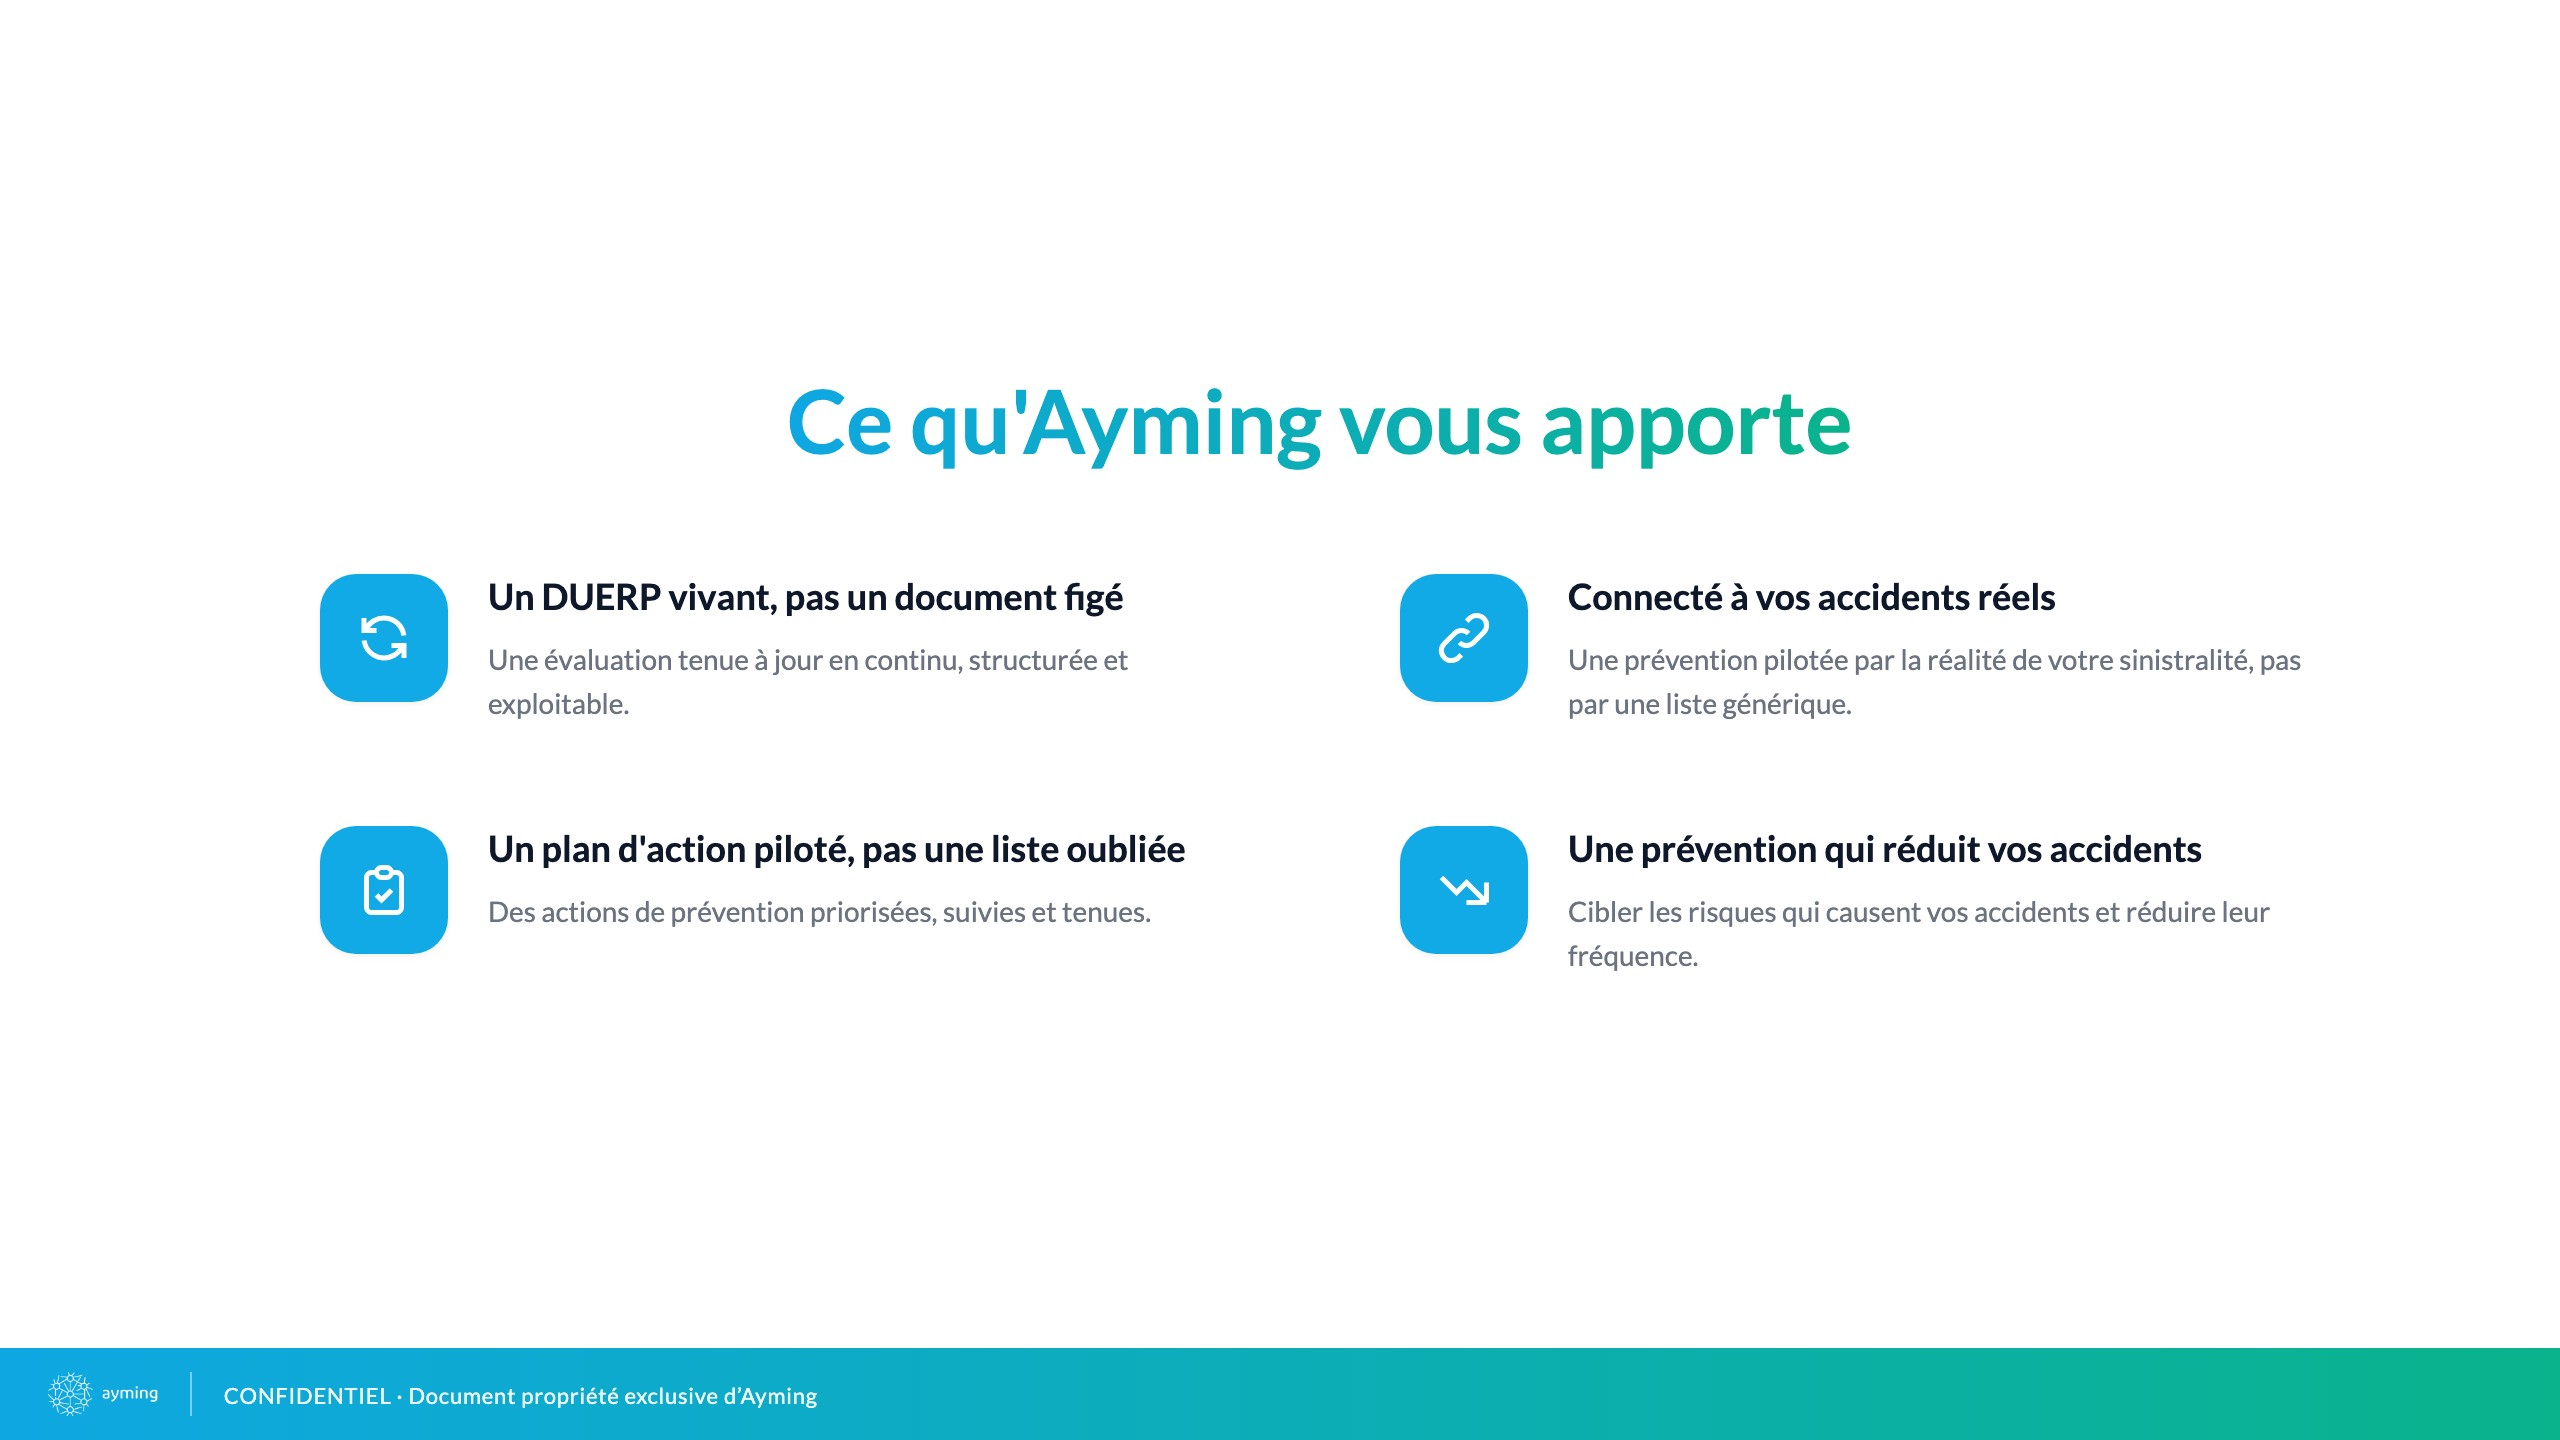 Ce qu'Ayming vous apporte
Un DUERP vivant, pas un document figé
Une évaluation tenue à jour en continu, structurée et
exploitable.
Connecté à vos accidents réels
Une prévention pilotée par la réalité de votre sinistralité, pas
par une liste générique.
Un plan d'action piloté, pas une liste oubliée
Des actions de prévention priorisées, suivies et tenues.
Une prévention qui réduit vos accidents
Cibler les risques qui causent vos accidents et réduire leur
fréquence.
ayming
CONFIDENTIEL · Document propriété exclusive d’Ayming